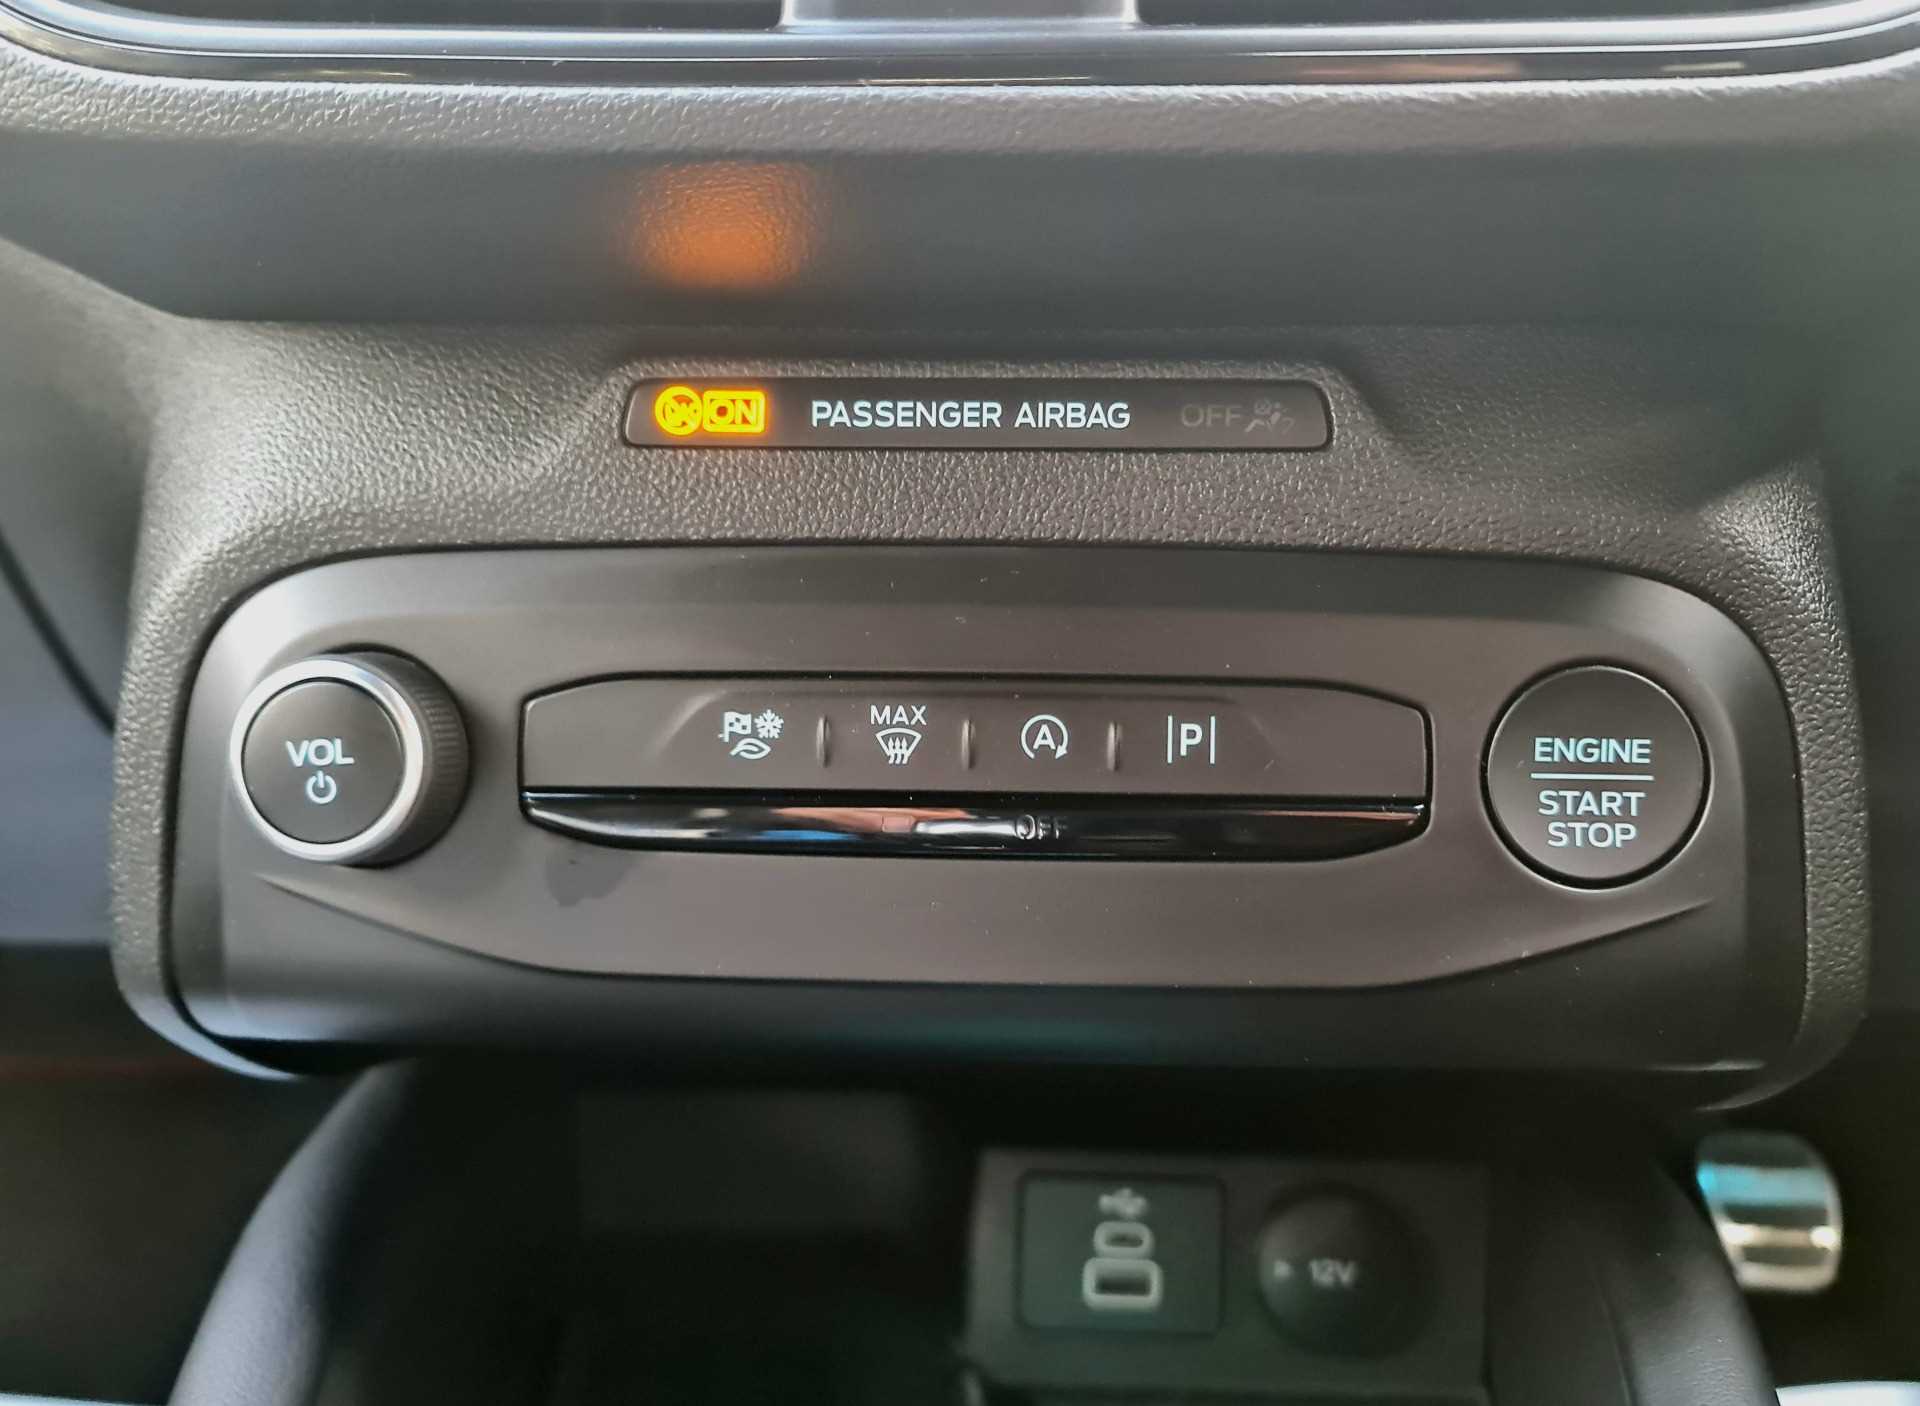 ON PASSENGER AIRBAG OFF
VOL
MAX
A
P
OFF
ENGINE
START
STOP
12V